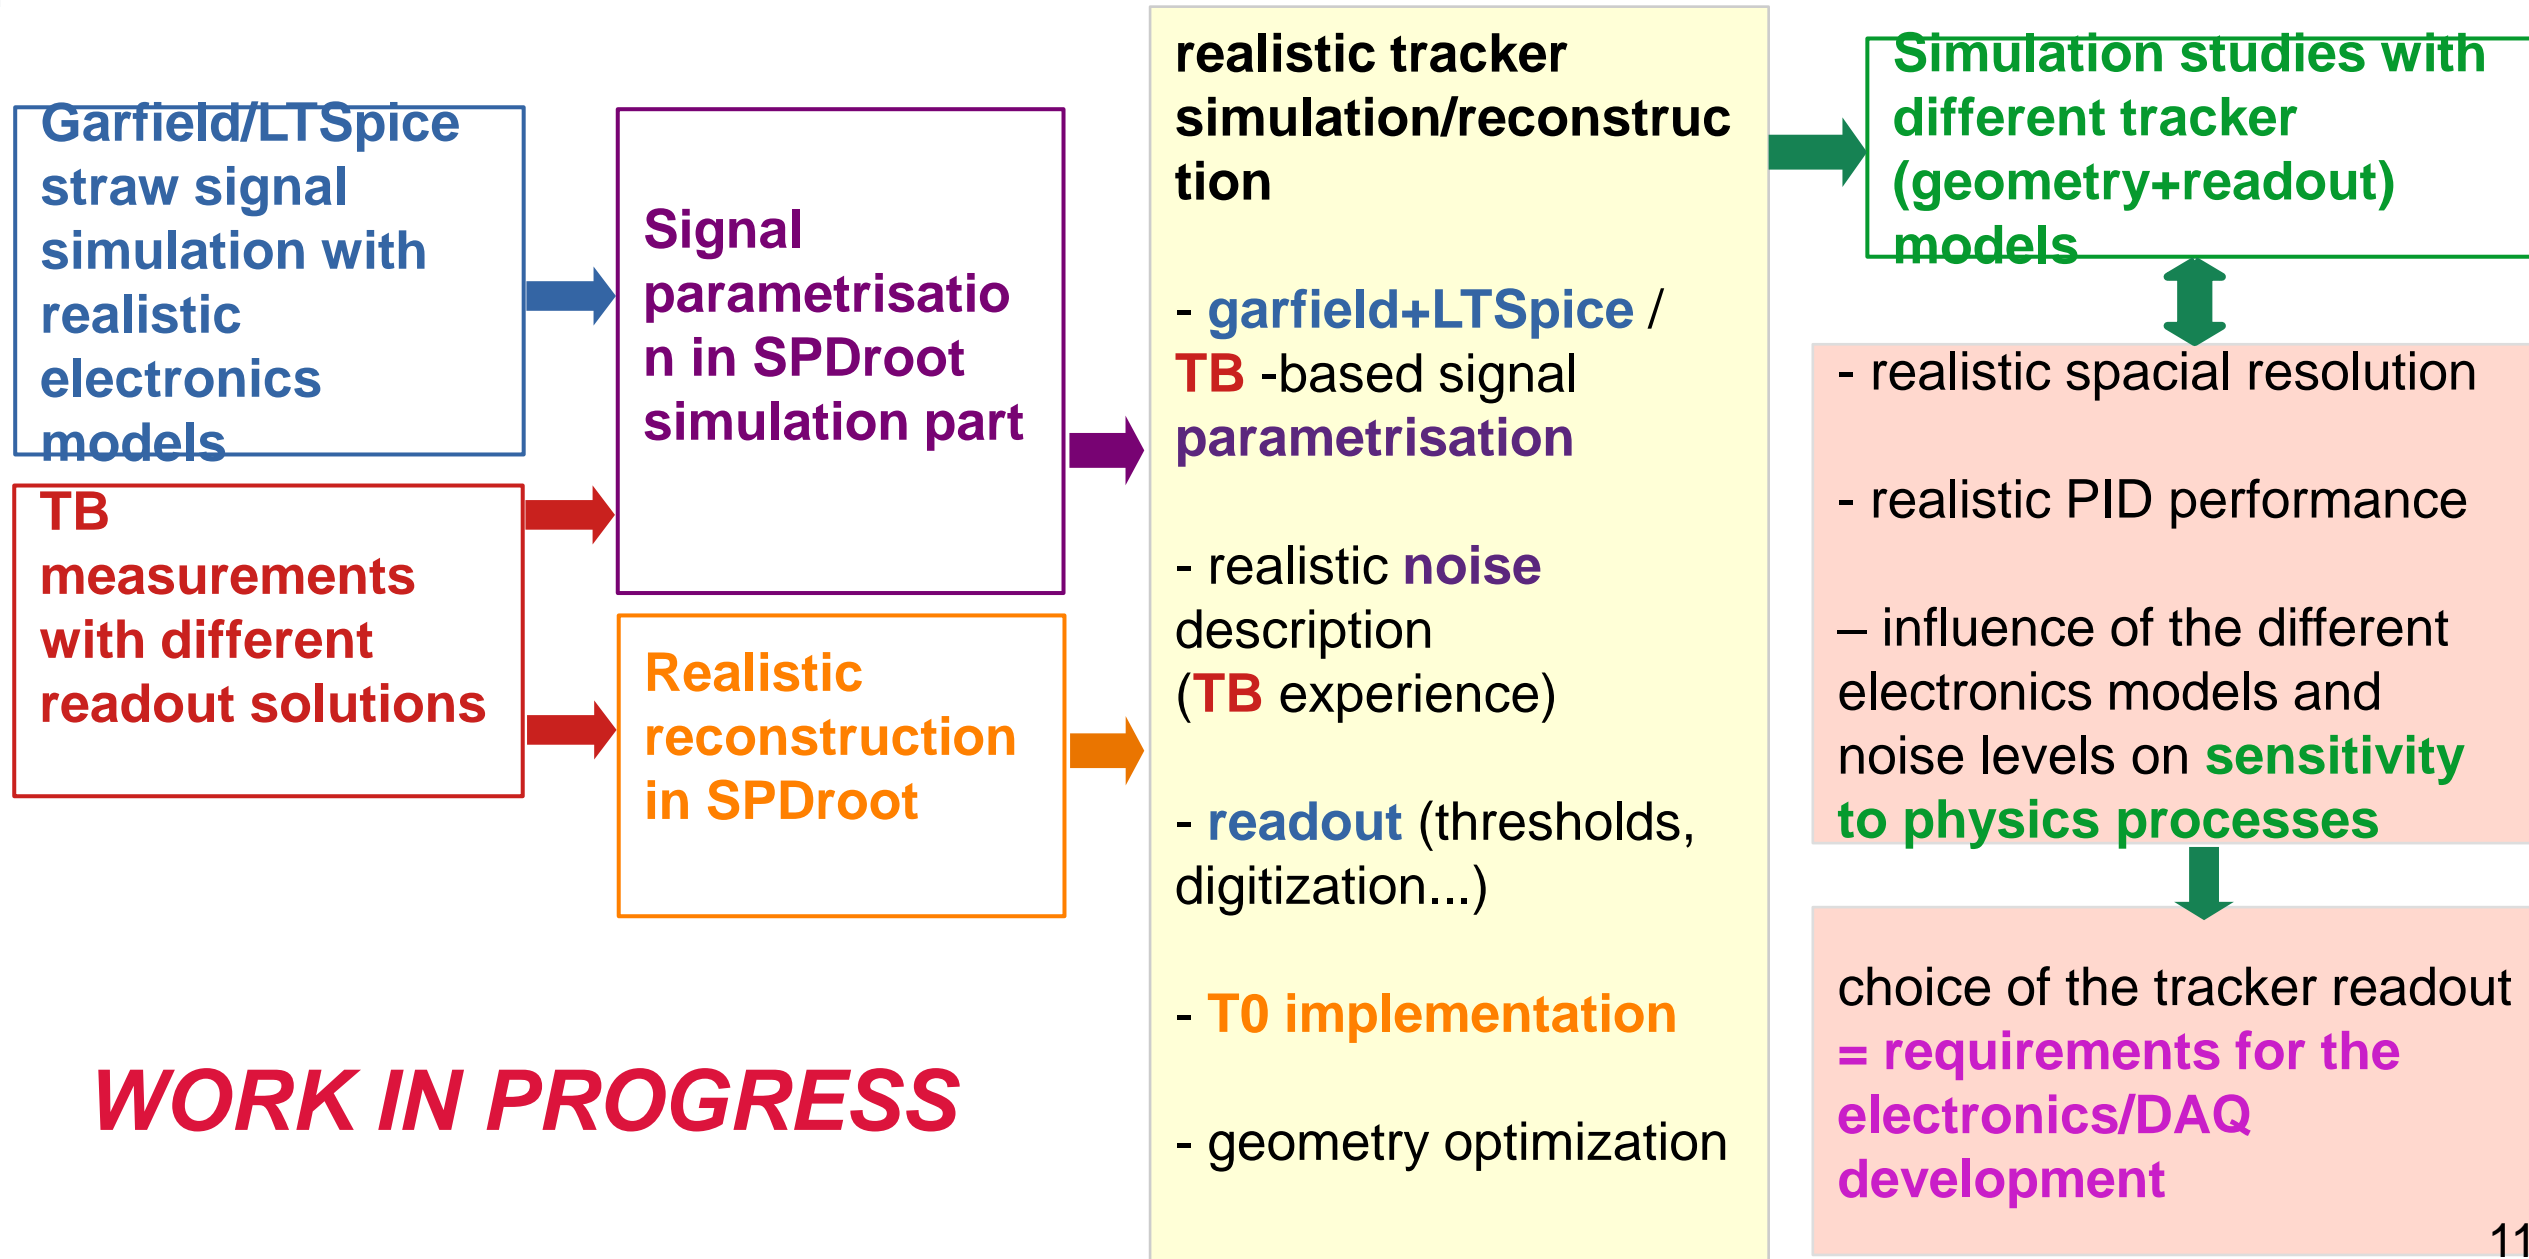 Garfield/LTSpice
straw signal
simulation with
realistic
electronics
models
TB
measurements
with different
readout solutions
Signal
parametrisatio
n in SPDroot
simulation part
Realistic
reconstruction
in SPDroot
WORK IN PROGRESS
realistic tracker
simulation/reconstruc
tion
- garfield+LTSpice /
TB -based signal
parametrisation
- realistic noise
description
(TB experience)
- readout (thresholds,
digitization...)
- T0 implementation
- geometry optimization
Simulation studies with
different tracker
(geometry+readout)
models
- realistic spacial resolution
- realistic PID performance
– influence of the different
electronics models and
noise levels on sensitivity
to physics processes
choice of the tracker readout
= requirements for the
electronics/DAQ
development
11